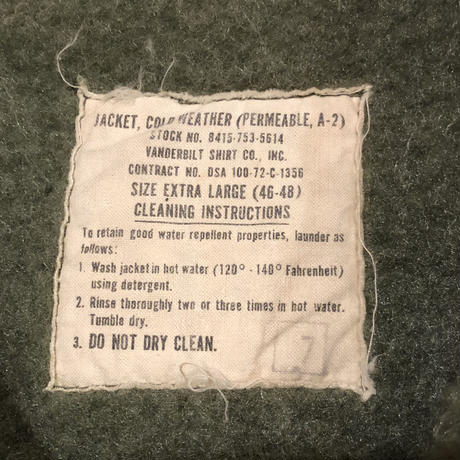 JACKET, COLD WEATHER (PERMEABLE, A-2)
STOCK NO. 8415-753-5614
VANDERBILT SHIRT CO., INC.
CONTRACT NO. DSA 100-72-C-1356
SIZE EXTRA LARGE (46-48)
CLEANING INSTRUCTIONS
To retain good water repellent properties, launder as
follows:
1. Wash jacket in hot water (120° - 140° Fahrenheit)
using detergent.
2. Rinse thoroughly two or three times in hot water.
Tumble dry.
3. DO NOT DRY CLEAN.
7